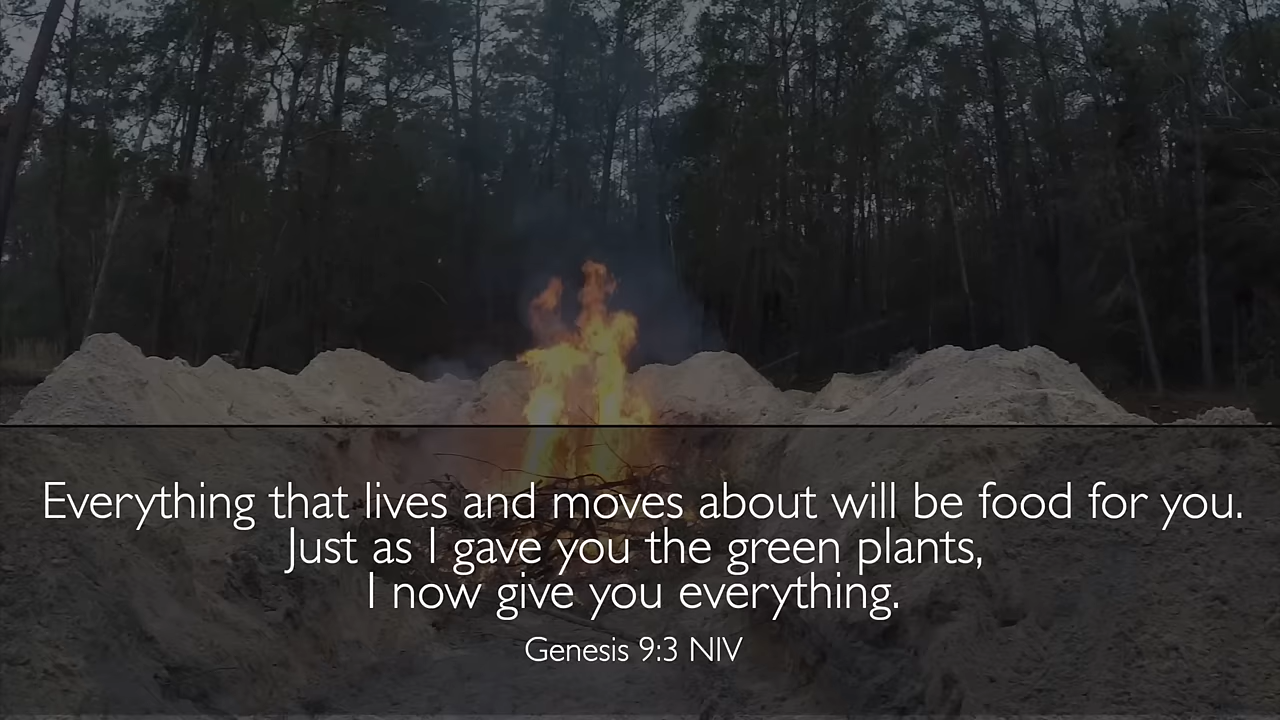 Everything that lives and moves about will be food for you.
Just as I gave you the green plants,
I now give you everything.
Genesis 9:3 NIV